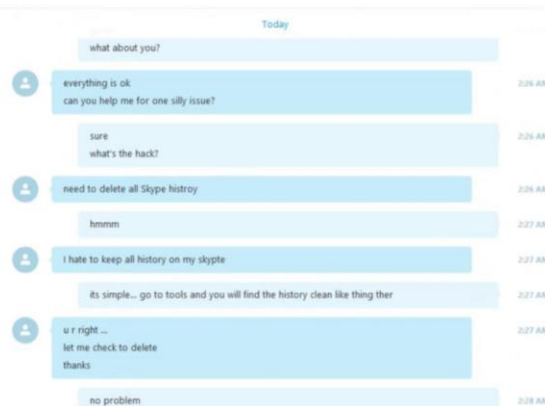 Today
what about you?
everything is ok
2:26 AM
can you help me for one silly issue?
sure
2:26 AM
what's the hack?
need to delete all Skype histroy
2:26 AM
hmmm
2:27 AM
I hate to keep all history on my skypte
2:27 AM
its simple... go to tools and you will find the history clean like thing ther
2:27 AM
u r right ...
2:27 AM
let me check to delete
thanks
no problem
2:28 AM